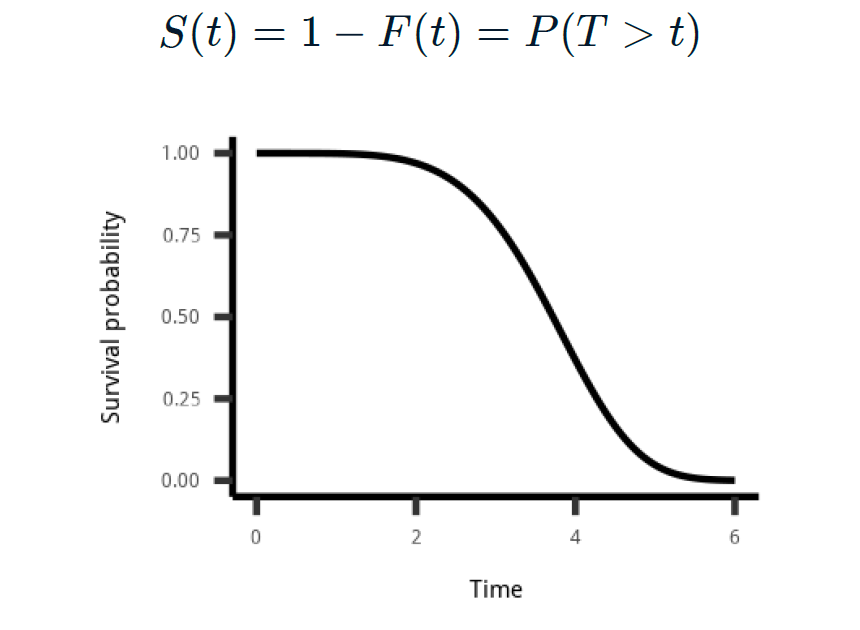 S(t) = 1 − F(t) = P(T > t)
1.00
0.75
0.50
0.25
0.00
Survival probability
0 2 4 6
Time